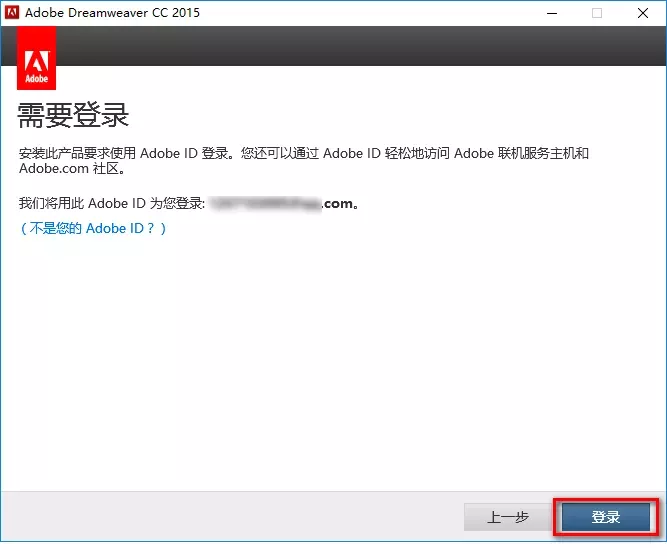 Adobe Dreamweaver CC 2015
Adobe
需要登录
安装此产品要求使用 Adobe ID 登录。您还可以通过 Adobe ID 轻松地访问 Adobe 联机服务主机和
Adobe.com 社区。
我们将用此 Adobe ID 为您登录: .com。
(不是您的 Adobe ID？)
上一步
登录